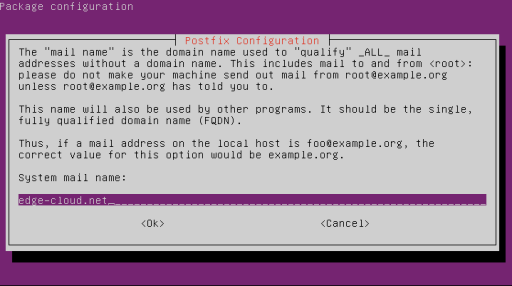 Package configuration
Postfix Configuration
The "mail name" is the domain name used to "qualify" _ALL_ mail
addresses without a domain name. This includes mail to and from <root>:
please do not make your machine send out mail from root@example.org
unless root@example.org has told you to.
This name will also be used by other programs. It should be the single,
fully qualified domain name (FQDN).
Thus, if a mail address on the local host is foo@example.org, the
correct value for this option would be example.org.
System mail name:
edge-cloud.net
<Ok> <Cancel>